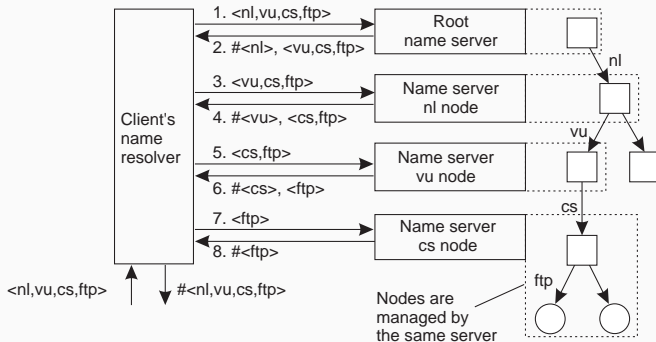 1. <nl,vu,cs,ftp>
2. #<nl>, <vu,cs,ftp>
Root
name server
nl
3. <vu,cs,ftp>
4. #<vu>, <cs,ftp>
Name server
nl node
Client's
name
resolver
vu
5. <cs,ftp>
6. #<cs>, <ftp>
Name server
vu node
cs
7. <ftp>
8. #<ftp>
Name server
cs node
ftp
<nl,vu,cs,ftp>
#<nl,vu,cs,ftp>
Nodes are
managed by
the same server